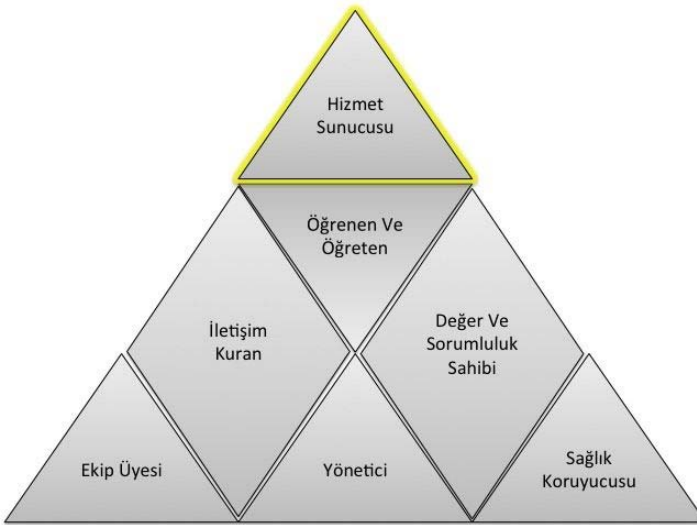 Hizmet
Sunucusu
Öğrenen Ve
Öğreten
İletişim
Kuran
Değer Ve
Sorumluluk
Sahibi
Ekip Üyesi
Yönetici
Sağlık
Koruyucusu